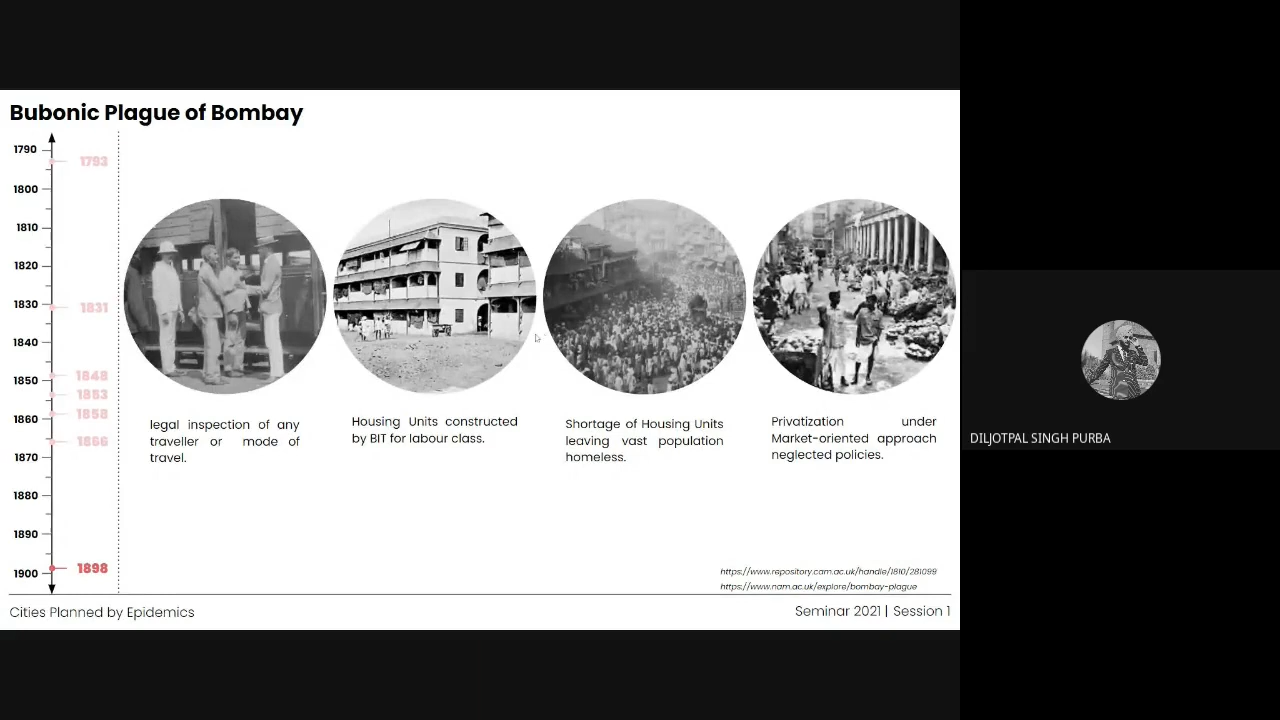 Bubonic Plague of Bombay
1790
1793
1800
1810
1820
1830
1831
1840
1848
1850
1853
1858
1860
1866
1870
1880
1890
1898
1900
legal inspection of any
traveller or mode of
travel.
Housing Units constructed
by BIT for labour class.
Shortage of Housing Units
leaving vast population
homeless.
Privatization under
Market-oriented approach
neglected policies.
https://www.repository.cam.ac.uk/handle/1810/281099
https://www.nam.ac.uk/explore/bombay-plague
Cities Planned by Epidemics
Seminar 2021 | Session 1
DILJOTPAL SINGH PURBA